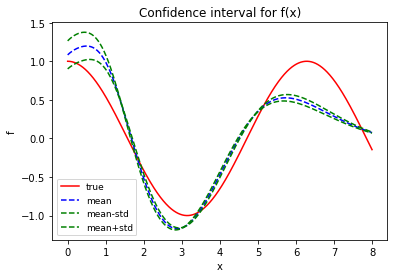 Confidence interval for f(x)
1.5
1.0
0.5
0.0
−0.5
−1.0
f
true
mean
mean-std
mean+std
0 1 2 3 4 5 6 7 8
x